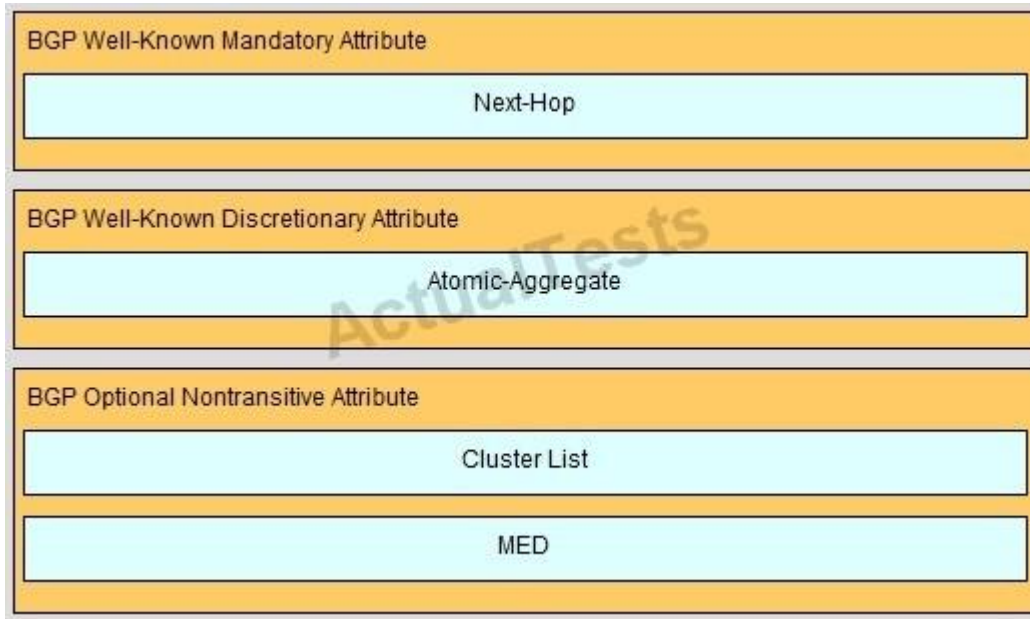 BGP Well-Known Mandatory Attribute
Next-Hop
BGP Well-Known Discretionary Attribute
Atomic-Aggregate
ActualTests
BGP Optional Nontransitive Attribute
Cluster List
MED